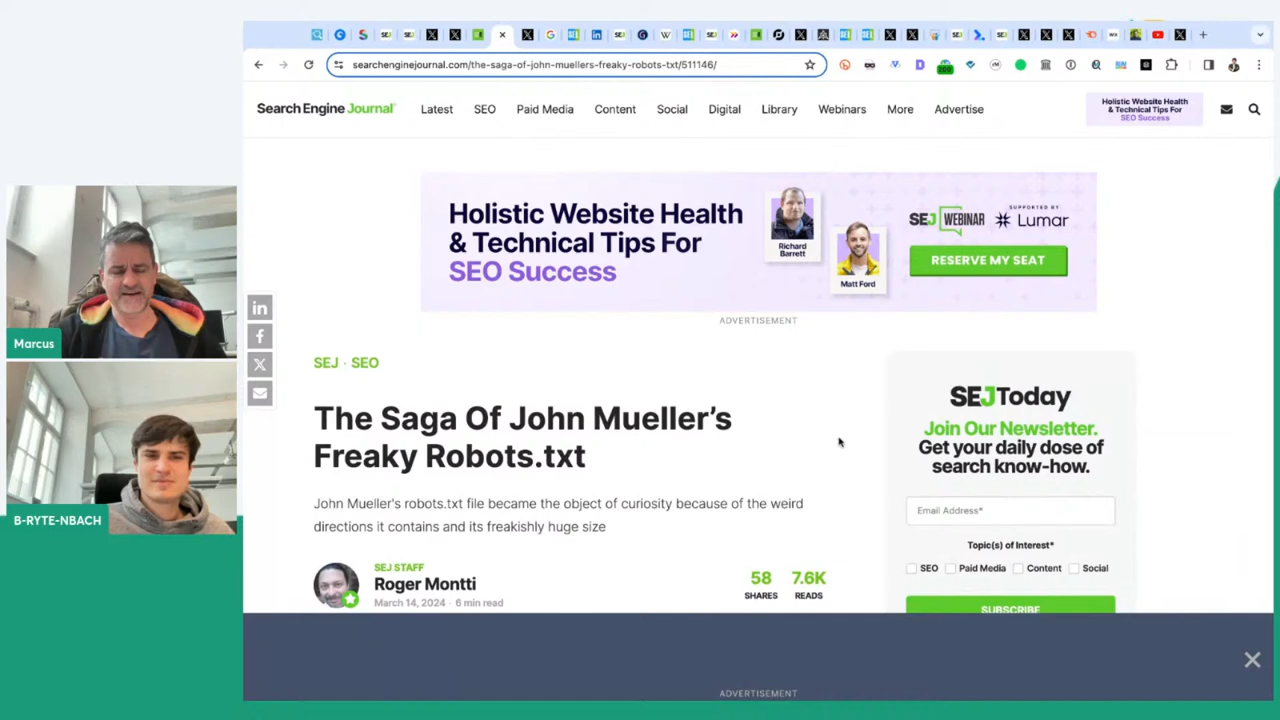 searchenginejournal.com/the-saga-of-john-muellers-freaky-robots-txt/511146/
Search Engine Journal
Latest
SEO
Paid Media
Content
Social
Digital
Library
Webinars
More
Advertise
Holistic Website Health
& Technical Tips For
SEO Success
Holistic Website Health
& Technical Tips For
SEO Success
Richard
Barrett
Matt Ford
SEJ WEBINAR
SUPPORTED BY
Lumar
RESERVE MY SEAT
ADVERTISEMENT
Marcus
B-RYTE-NBACH
SEJ · SEO
The Saga Of John Mueller's
Freaky Robots.txt
John Mueller's robots.txt file became the object of curiosity because of the weird
directions it contains and its freakishly huge size
SEJ STAFF
Roger Montti
March 14, 2024 · 6 min read
58
SHARES
7.6K
READS
SEJToday
Join Our Newsletter.
Get your daily dose of
search know-how.
Email Address*
Topic(s) of Interest*
SEO
Paid Media
Content
Social
SUBSCRIBE
ADVERTISEMENT